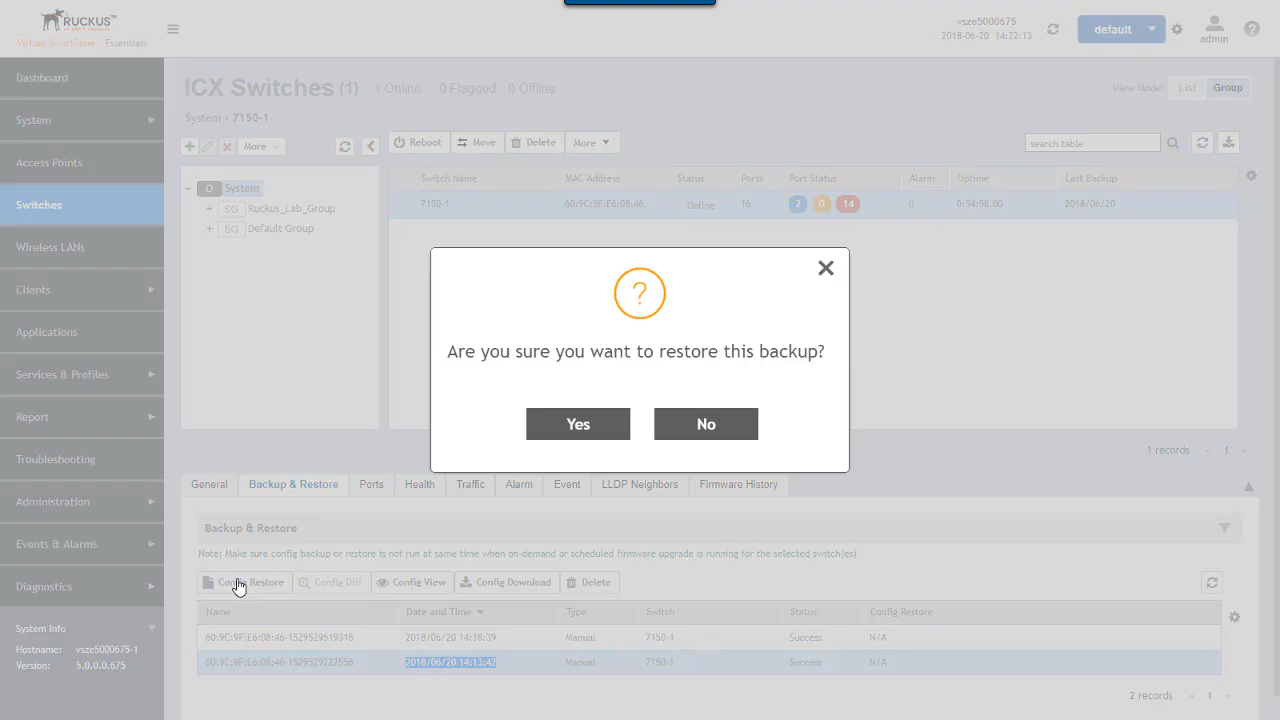 RUCKUS™
Virtual SmartZone - Essentials
vsze5000675
2018-06-20 14:22:13
default
admin
Dashboard
System
Access Points
Switches
Wireless LANs
Clients
Applications
Services & Profiles
Report
Troubleshooting
Administration
Events & Alarms
Diagnostics
System Info
Hostname: vsze5000675-1
Version: 5.0.0.0.675
ICX Switches (1) 1 Online 0 Flagged 0 Offline
View Mode: List Group
System › 7150-1
More
Reboot Move Delete More
search table
D System
SG Ruckus_Lab_Group
SG Default Group
Switch Name MAC Address Status Ports Port Status Alarm Uptime Last Backup
7150-1 60:9C:9F:E6:08:46 Online 16 2 0 14 0 0:54:58.00 2018/06/20
?
Are you sure you want to restore this backup?
Yes No
1 records 1
General Backup & Restore Ports Health Traffic Alarm Event LLDP Neighbors Firmware History
Backup & Restore
Note: Make sure config backup or restore is not run at same time when on-demand or scheduled firmware upgrade is running for the selected switch(es)
Config Restore Config Diff Config View Config Download Delete
Name Date and Time Type Switch Status Config Restore
60:9C:9F:E6:08:46-1529529519315 2018/06/20 14:18:39 Manual 7150-1 Success N/A
60:9C:9F:E6:08:46-1529529222556 2018/06/20 14:13:42 Manual 7150-1 Success N/A
2 records 1